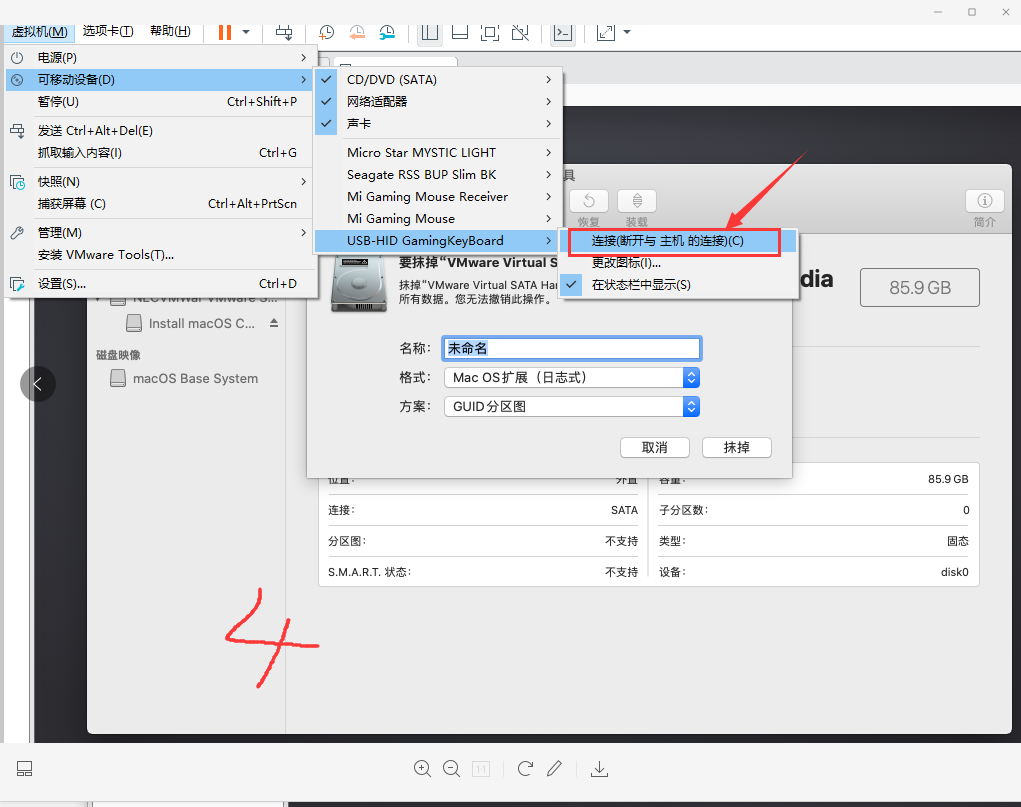 虚拟机(M) 选项卡(T) 帮助(H)
电源(P)
可移动设备(D)
暂停(U) Ctrl+Shift+P
发送 Ctrl+Alt+Del(E)
抓取输入内容(I) Ctrl+G
快照(N)
捕获屏幕 (C) Ctrl+Alt+PrtScn
管理(M)
安装 VMware Tools(T)...
设置(S)... Ctrl+D
CD/DVD (SATA)
网络适配器
声卡
Micro Star MYSTIC LIGHT
Seagate RSS BUP Slim BK
Mi Gaming Mouse Receiver
Mi Gaming Mouse
USB-HID GamingKeyBoard
连接(断开与 主机 的连接)(C)
更改图标(I)...
在状态栏中显示(S)
具
恢复 装载 简介
要抹掉“VMware Virtual S
抹掉“VMware Virtual SATA Har
所有数据。您无法撤销此操作。
dia
85.9 GB
NECVMWar VMware S...
Install macOS C...
磁盘映像
macOS Base System
名称: 未命名
格式: Mac OS扩展（日志式）
方案: GUID分区图
取消 抹掉
位置: 外置 容量: 85.9 GB
连接: SATA 子分区数: 0
分区图: 不支持 类型: 固态
S.M.A.R.T. 状态: 不支持 设备: disk0
4
1:1